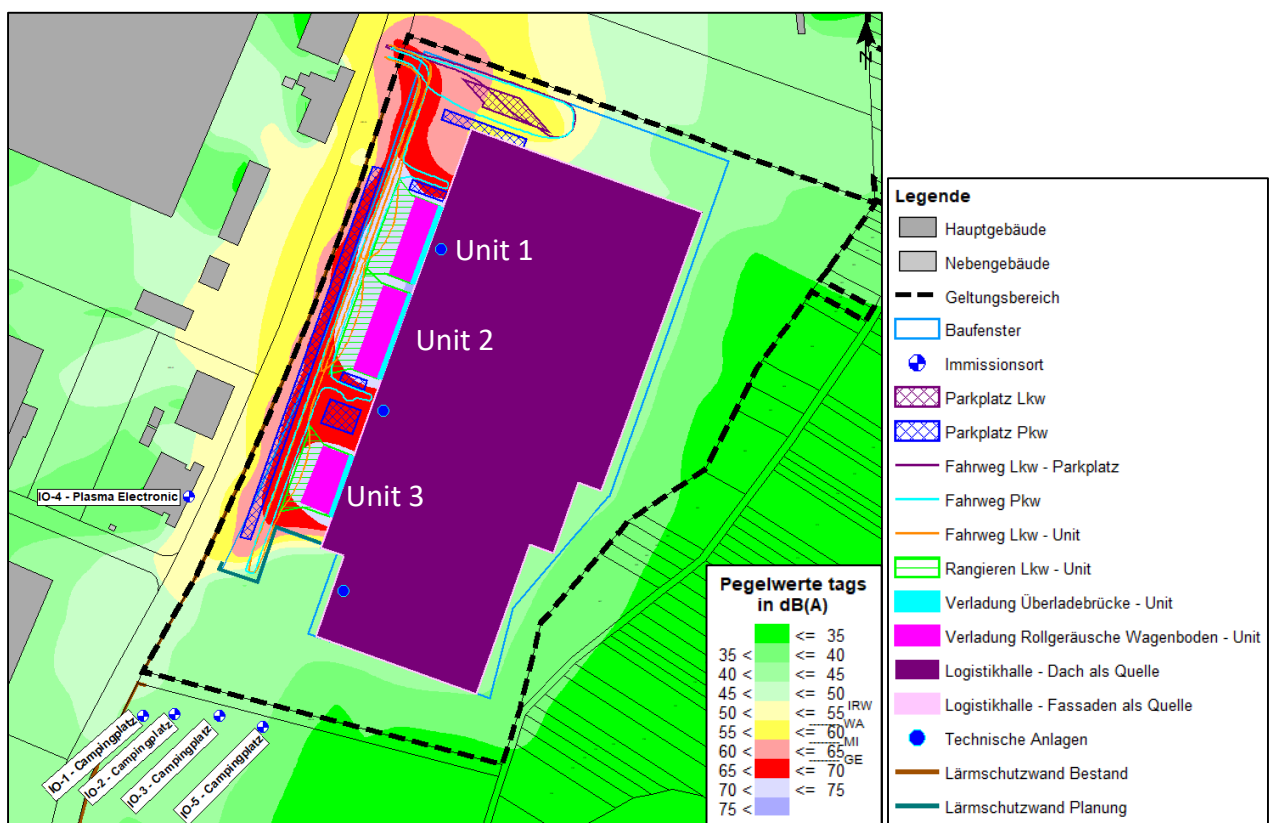 N
Unit 1
Unit 2
Unit 3
IO-4 - Plasma Electronic
IO-1 - Campingplatz
IO-2 - Campingplatz
IO-3 - Campingplatz
IO-5 - Campingplatz
Pegelwerte tags
in dB(A)
<= 35
35 < <= 40
40 < <= 45
45 < <= 50
50 < <= 55 IRW
WA
55 < <= 60
MI
60 < <= 65
GE
65 < <= 70
70 < <= 75
75 <
Legende
Hauptgebäude
Nebengebäude
Geltungsbereich
Baufenster
Immissionsort
Parkplatz Lkw
Parkplatz Pkw
Fahrweg Lkw - Parkplatz
Fahrweg Pkw
Fahrweg Lkw - Unit
Rangieren Lkw - Unit
Verladung Überladebrücke - Unit
Verladung Rollgeräusche Wagenboden - Unit
Logistikhalle - Dach als Quelle
Logistikhalle - Fassaden als Quelle
Technische Anlagen
Lärmschutzwand Bestand
Lärmschutzwand Planung